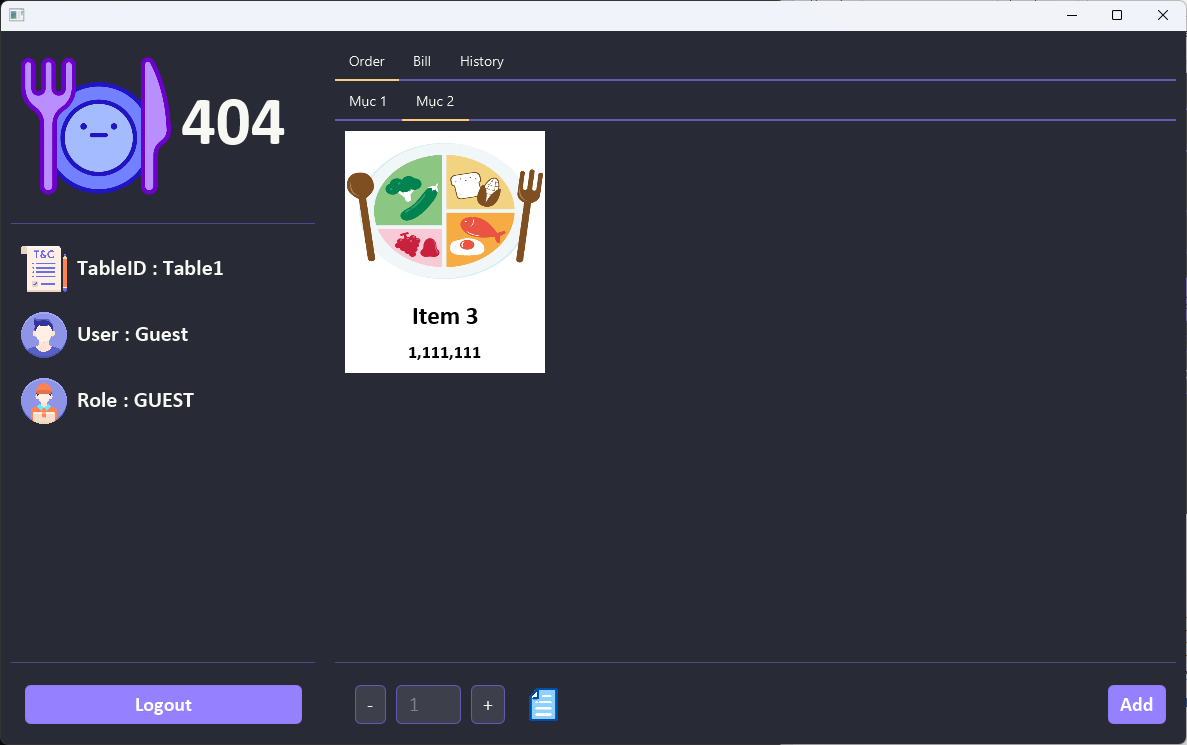 404
T&C
TableID : Table1
User : Guest
Role : GUEST
Logout
Order Bill History
Mục 1 Mục 2
Item 3
1,111,111
- 1 +
Add